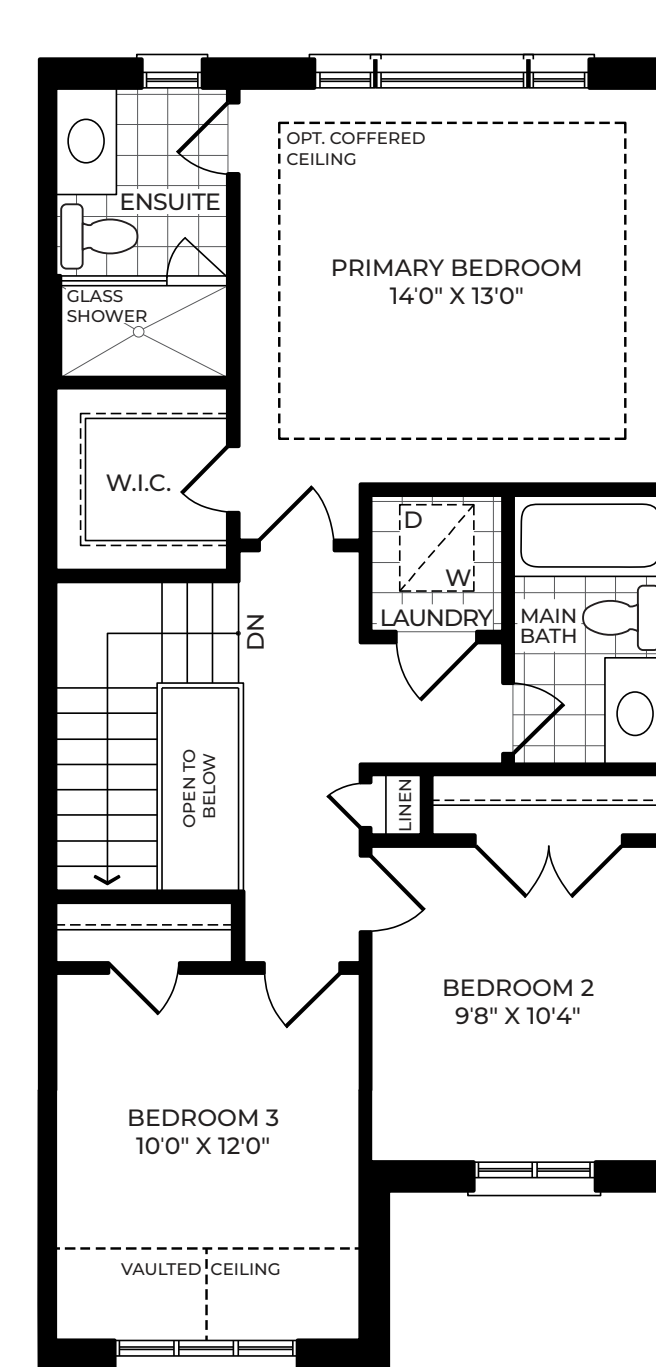 OPT. COFFERED
CEILING
ENSUITE
PRIMARY BEDROOM
14'0" X 13'0"
GLASS
SHOWER
W.I.C.
D
W
LAUNDRY
MAIN
BATH
DN
OPEN TO
BELOW
LINEN
BEDROOM 2
9'8" X 10'4"
BEDROOM 3
10'0" X 12'0"
VAULTED CEILING